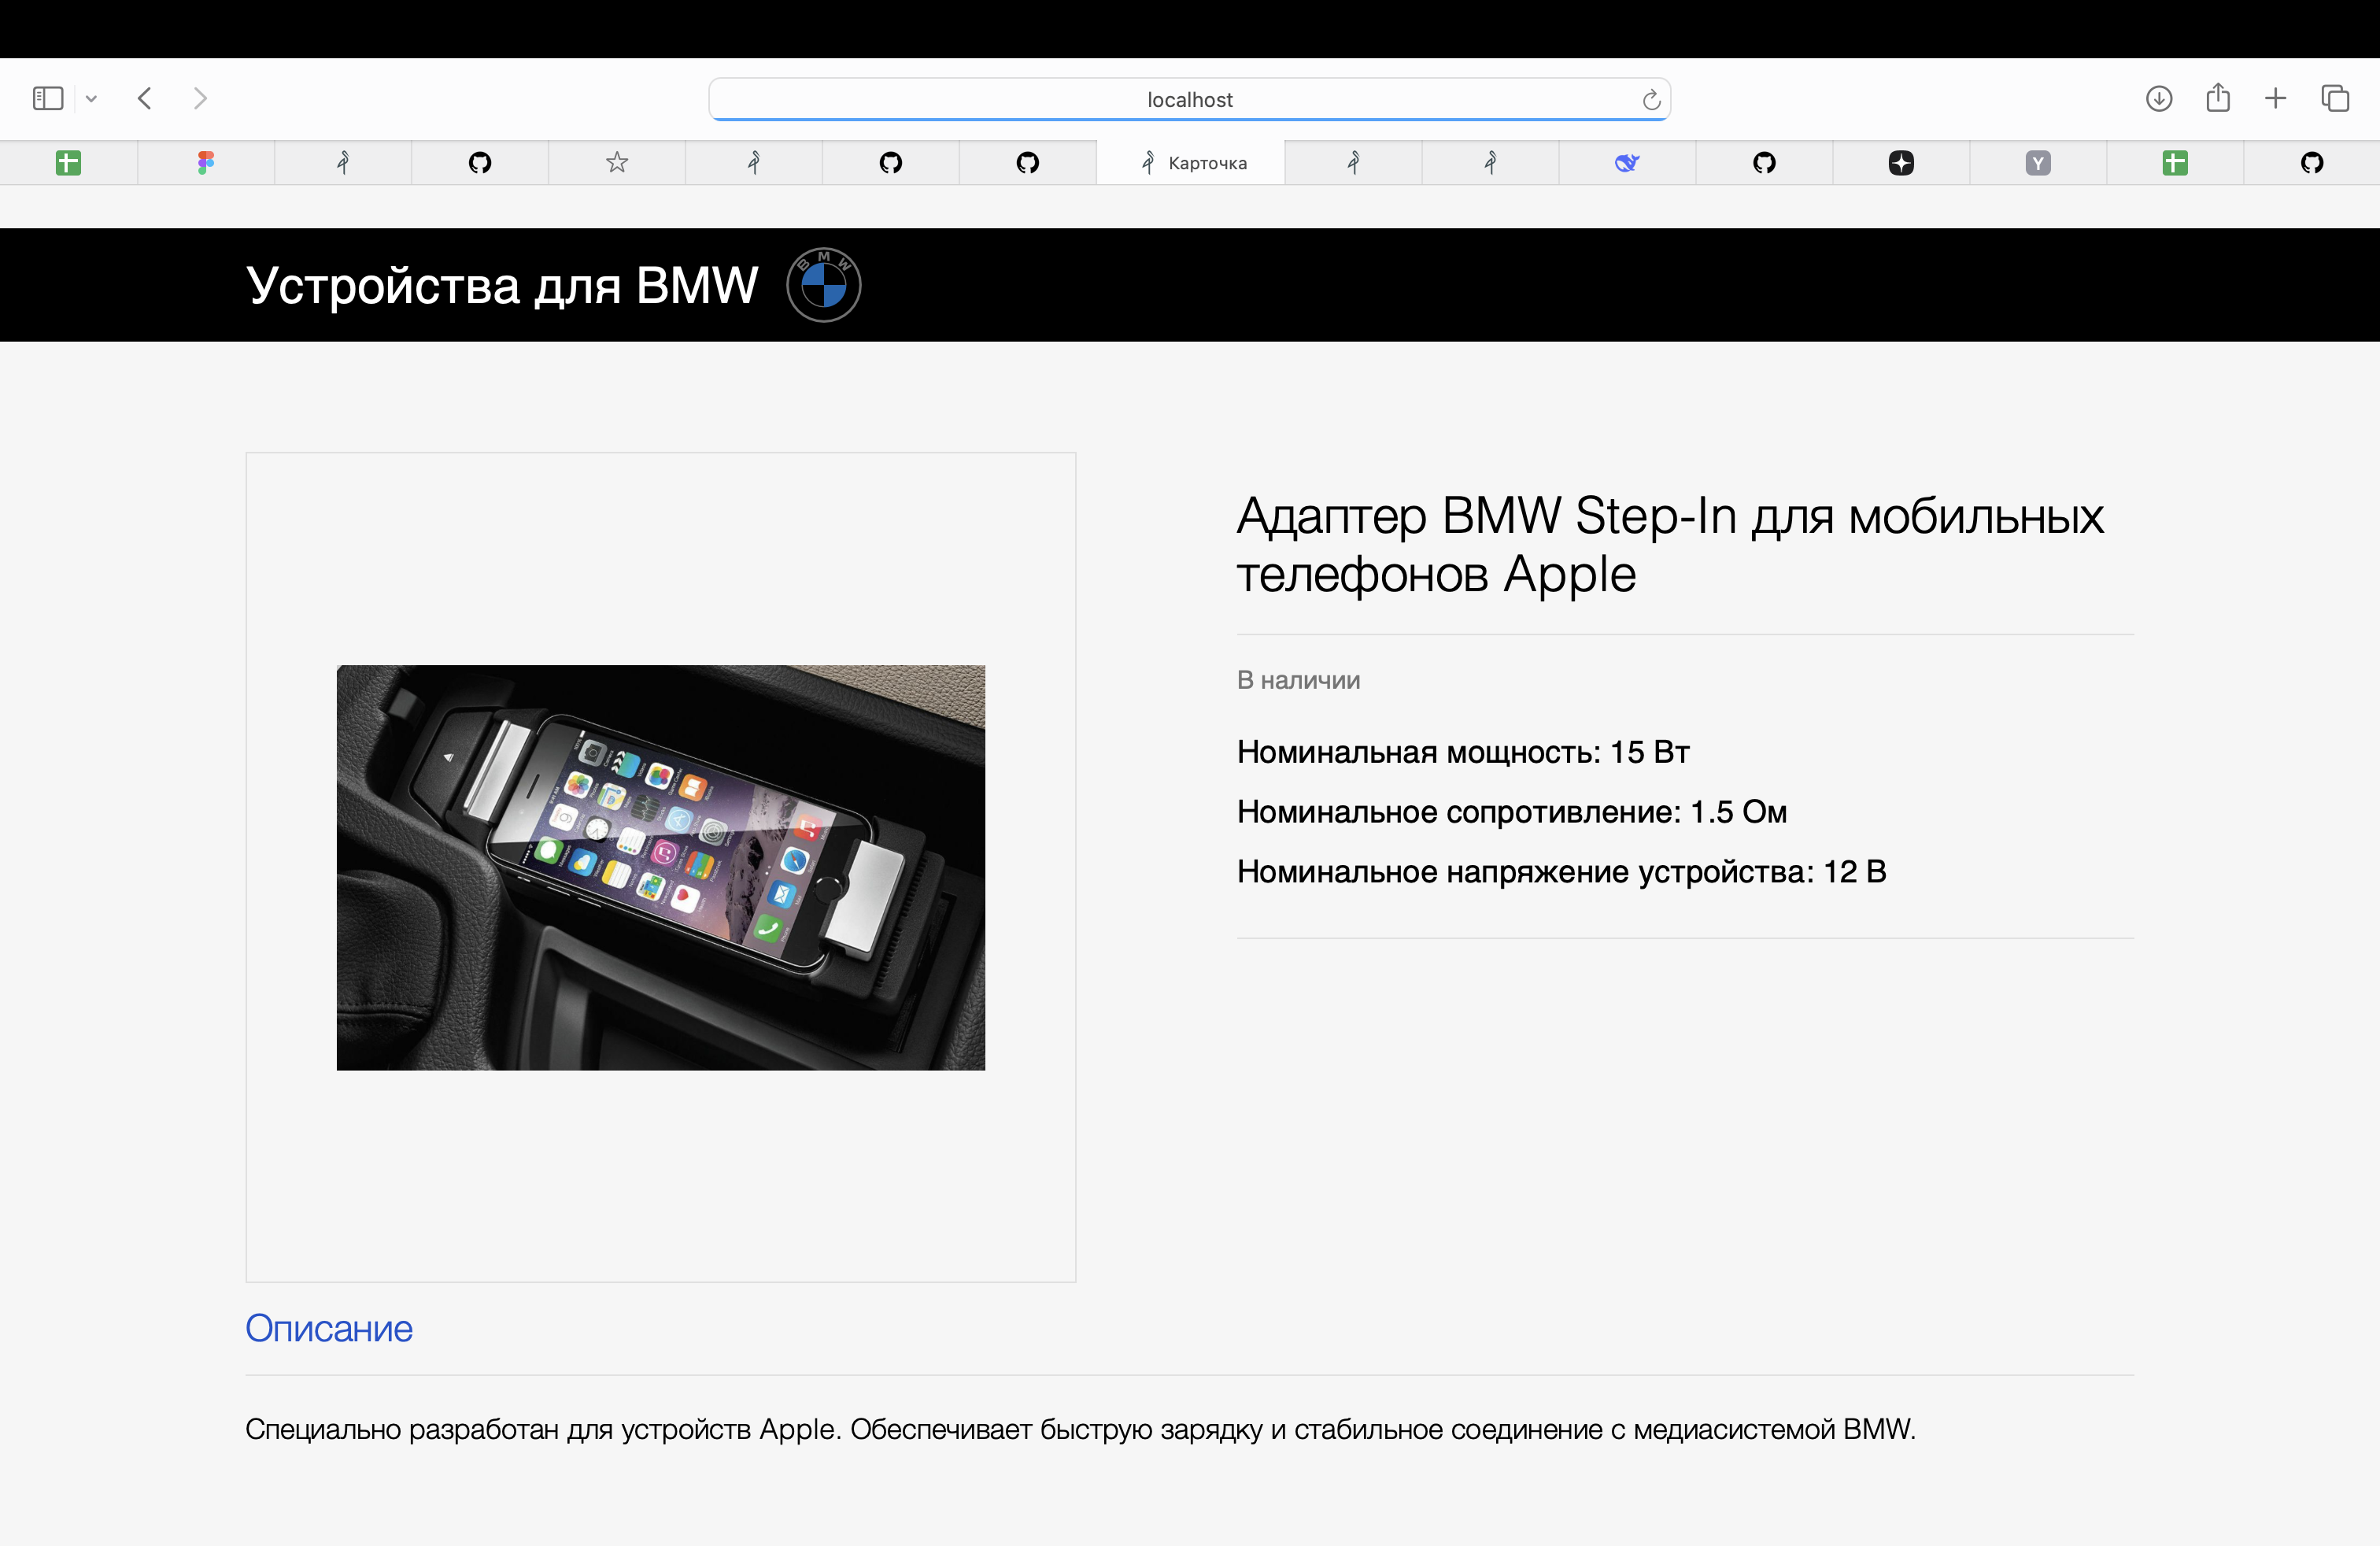 localhost
Карточка
Y
Устройства для BMW
BMW
Адаптер BMW Step-In для мобильных
телефонов Apple
В наличии
Номинальная мощность: 15 Вт
Номинальное сопротивление: 1.5 Ом
Номинальное напряжение устройства: 12 В
Описание
Специально разработан для устройств Apple. Обеспечивает быструю зарядку и стабильное соединение с медиасистемой BMW.